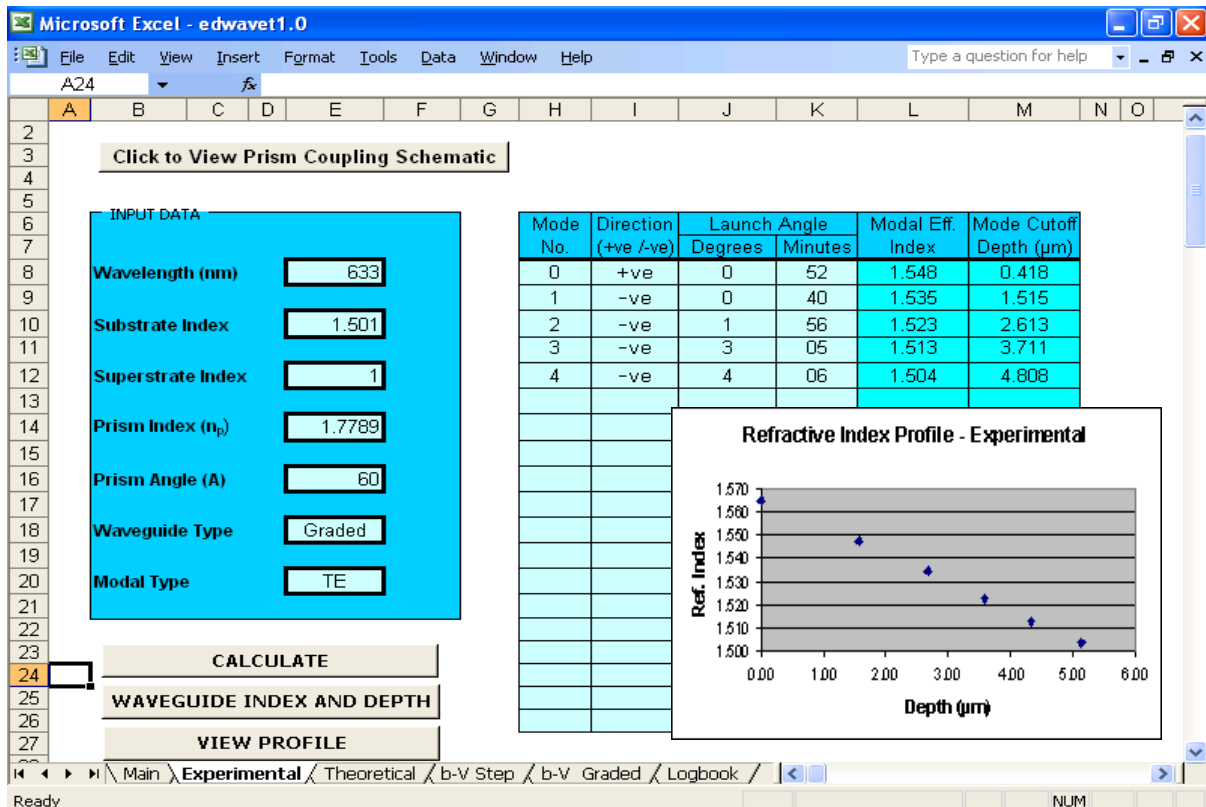 Microsoft Excel - edwavet1.0
File Edit View Insert Format Tools Data Window Help Type a question for help
A24 fx
A B C D E F G H I J K L M N O
2
3 Click to View Prism Coupling Schematic
4
5
6 INPUT DATA Mode Direction Launch Angle Modal Eff. Mode Cutoff
7 No. (+ve /-ve) Degrees Minutes Index Depth (µm)
8 Wavelength (nm) 633 0 +ve 0 52 1.548 0.418
9 1 -ve 0 40 1.535 1.515
10 Substrate Index 1.501 2 -ve 1 56 1.523 2.613
11 3 -ve 3 05 1.513 3.711
12 Superstrate Index 1 4 -ve 4 06 1.504 4.808
13
14 Prism Index (np) 1.7789
15
16 Prism Angle (A) 60
17
18 Waveguide Type Graded
19
20 Modal Type TE
21
22
23 CALCULATE
24
25 WAVEGUIDE INDEX AND DEPTH
26
27 VIEW PROFILE
Refractive Index Profile - Experimental
Ref. Index
1.570
1.560
1.550
1.540
1.530
1.520
1.510
1.500
0.00 1.00 2.00 3.00 4.00 5.00 6.00
Depth (µm)
Main Experimental Theoretical b-V Step b-V Graded Logbook
Ready NUM